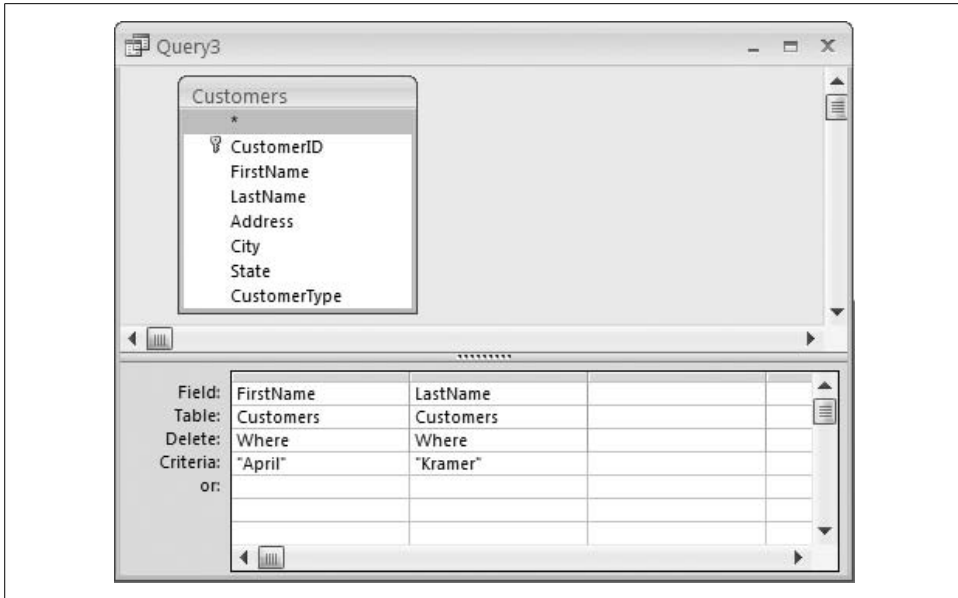 Query3
Customers
*
CustomerID
FirstName
LastName
Address
City
State
CustomerType
Field: FirstName LastName
Table: Customers Customers
Delete: Where Where
Criteria: "April" "Kramer"
or: